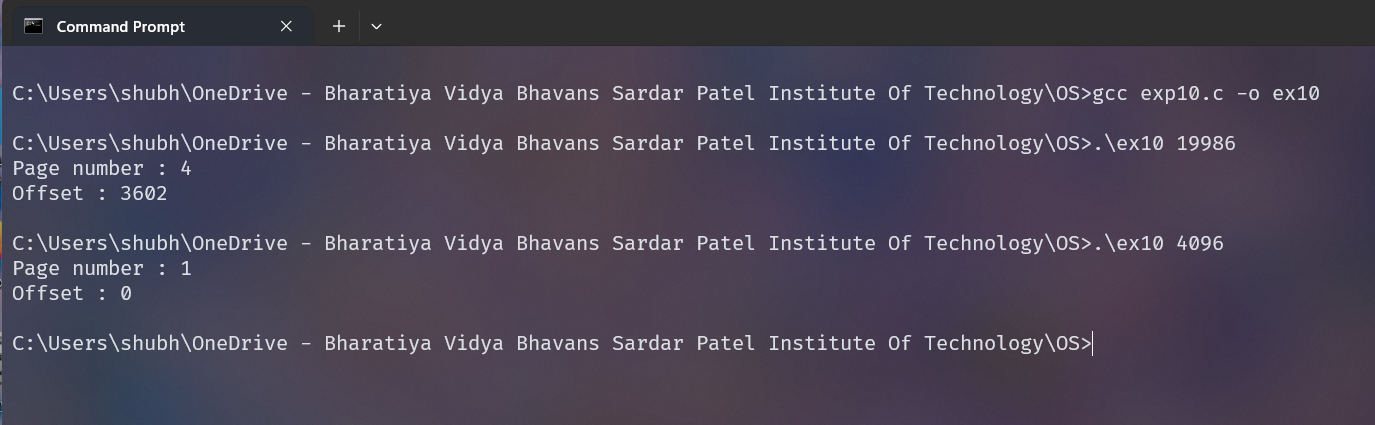 Command Prompt
C:\Users\shubh\OneDrive - Bharatiya Vidya Bhavans Sardar Patel Institute Of Technology\OS>gcc exp10.c -o ex10
C:\Users\shubh\OneDrive - Bharatiya Vidya Bhavans Sardar Patel Institute Of Technology\OS>.\ex10 19986
Page number : 4
Offset : 3602
C:\Users\shubh\OneDrive - Bharatiya Vidya Bhavans Sardar Patel Institute Of Technology\OS>.\ex10 4096
Page number : 1
Offset : 0
C:\Users\shubh\OneDrive - Bharatiya Vidya Bhavans Sardar Patel Institute Of Technology\OS>